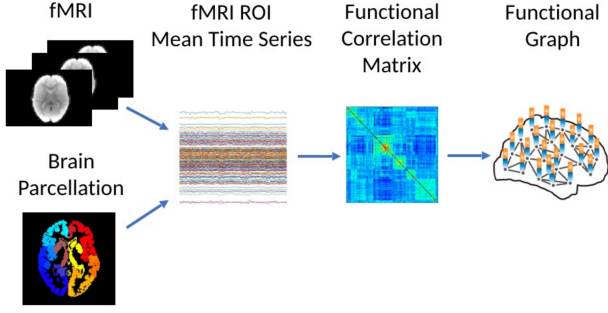 fMRI
Brain
Parcellation
fMRI ROI
Mean Time Series
Functional
Correlation
Matrix
Functional
Graph